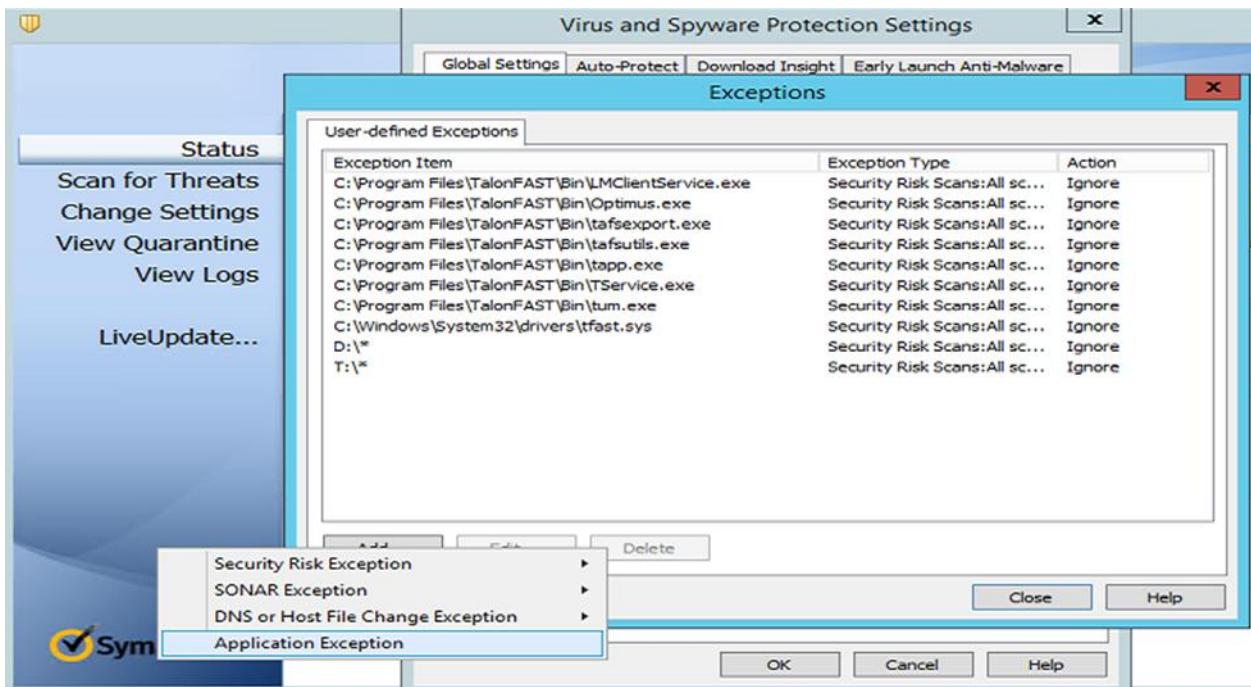 Virus and Spyware Protection Settings
x
Global Settings Auto-Protect Download Insight Early Launch Anti-Malware
Exceptions
x
Status
Scan for Threats
Change Settings
View Quarantine
View Logs
LiveUpdate...
User-defined Exceptions
Exception Item Exception Type Action
C:\Program Files\TalonFAST\Bin\LMClientService.exe Security Risk Scans:All sc... Ignore
C:\Program Files\TalonFAST\Bin\Optimus.exe Security Risk Scans:All sc... Ignore
C:\Program Files\TalonFAST\Bin\tafsexport.exe Security Risk Scans:All sc... Ignore
C:\Program Files\TalonFAST\Bin\tafsutils.exe Security Risk Scans:All sc... Ignore
C:\Program Files\TalonFAST\Bin\tapp.exe Security Risk Scans:All sc... Ignore
C:\Program Files\TalonFAST\Bin\TService.exe Security Risk Scans:All sc... Ignore
C:\Program Files\TalonFAST\Bin\tum.exe Security Risk Scans:All sc... Ignore
C:\Windows\System32\drivers\tfast.sys Security Risk Scans:All sc... Ignore
D:\* Security Risk Scans:All sc... Ignore
T:\* Security Risk Scans:All sc... Ignore
Delete
Security Risk Exception
SONAR Exception
DNS or Host File Change Exception
Application Exception
Close Help
Sym
OK Cancel Help